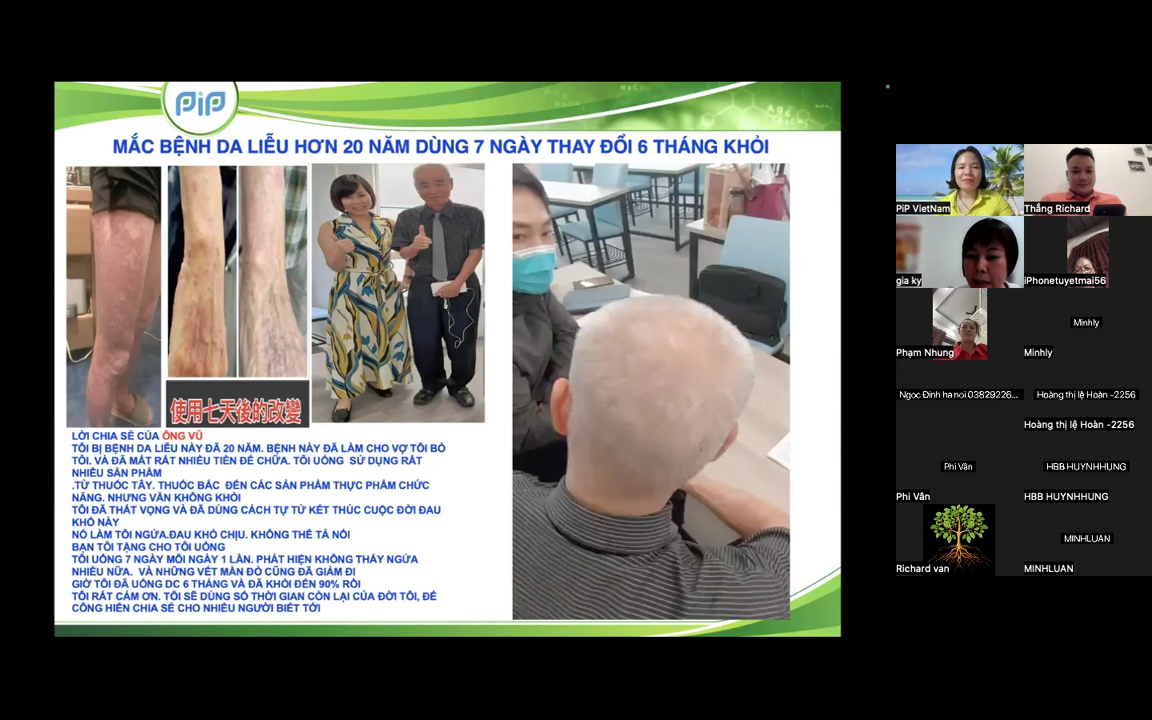 PiP
MẮC BỆNH DA LIỄU HƠN 20 NĂM DÙNG 7 NGÀY THAY ĐỔI 6 THÁNG KHỎI
使用七天後的改變
LỜI CHIA SẺ CỦA ÔNG VŨ
TÔI BỊ BỆNH DA LIỄU NÀY ĐÃ 20 NĂM. BỆNH NÀY ĐÃ LÀM CHO VỢ TÔI BỎ
TÔI. VÀ ĐÃ MẤT RẤT NHIỀU TIỀN ĐỂ CHỮA. TÔI UỐNG SỬ DỤNG RẤT
NHIỀU SẢN PHẨM
.TỪ THUỐC TÂY. THUỐC BẮC ĐẾN CÁC SẢN PHẨM THỰC PHẨM CHỨC
NĂNG. NHƯNG VẪN KHÔNG KHỎI
TÔI ĐÃ THẤT VỌNG VÀ ĐÃ DÙNG CÁCH TỰ TỬ KẾT THÚC CUỘC ĐỜI ĐAU
KHỔ NÀY
NÓ LÀM TÔI NGỨA.ĐAU KHÓ CHỊU. KHÔNG THỂ TẢ NỔI
BẠN TÔI TẶNG CHO TÔI UỐNG
TÔI UỐNG 7 NGÀY MỖI NGÀY 1 LẦN. PHÁT HIỆN KHÔNG THẤY NGỨA
NHIỀU NỮA. VÀ NHỮNG VẾT MẨN ĐỎ CŨNG ĐÃ GIẢM ĐI
GIỜ TÔI ĐÃ UỐNG DC 6 THÁNG VÀ ĐÃ KHỎI ĐẾN 90% RỒI
TÔI RẤT CẢM ƠN. TÔI SẼ DÙNG SỐ THỜI GIAN CÒN LẠI CỦA ĐỜI TÔI, ĐỂ
CỐNG HIẾN CHIA SẺ CHO NHIỀU NGƯỜI BIẾT TỚI
PiP VietNam
Thắng Richard
gia ky
iPhonetuyetmai56
Phạm Nhung
Minhly
Minhly
Ngọc Đinh ha noi 03829226...
Hoàng thị lệ Hoàn -2256
Hoàng thị lệ Hoàn -2256
Phi Vân
HBB HUYNHHUNG
Phi Vân
HBB HUYNHHUNG
MINHLUAN
Richard van
MINHLUAN